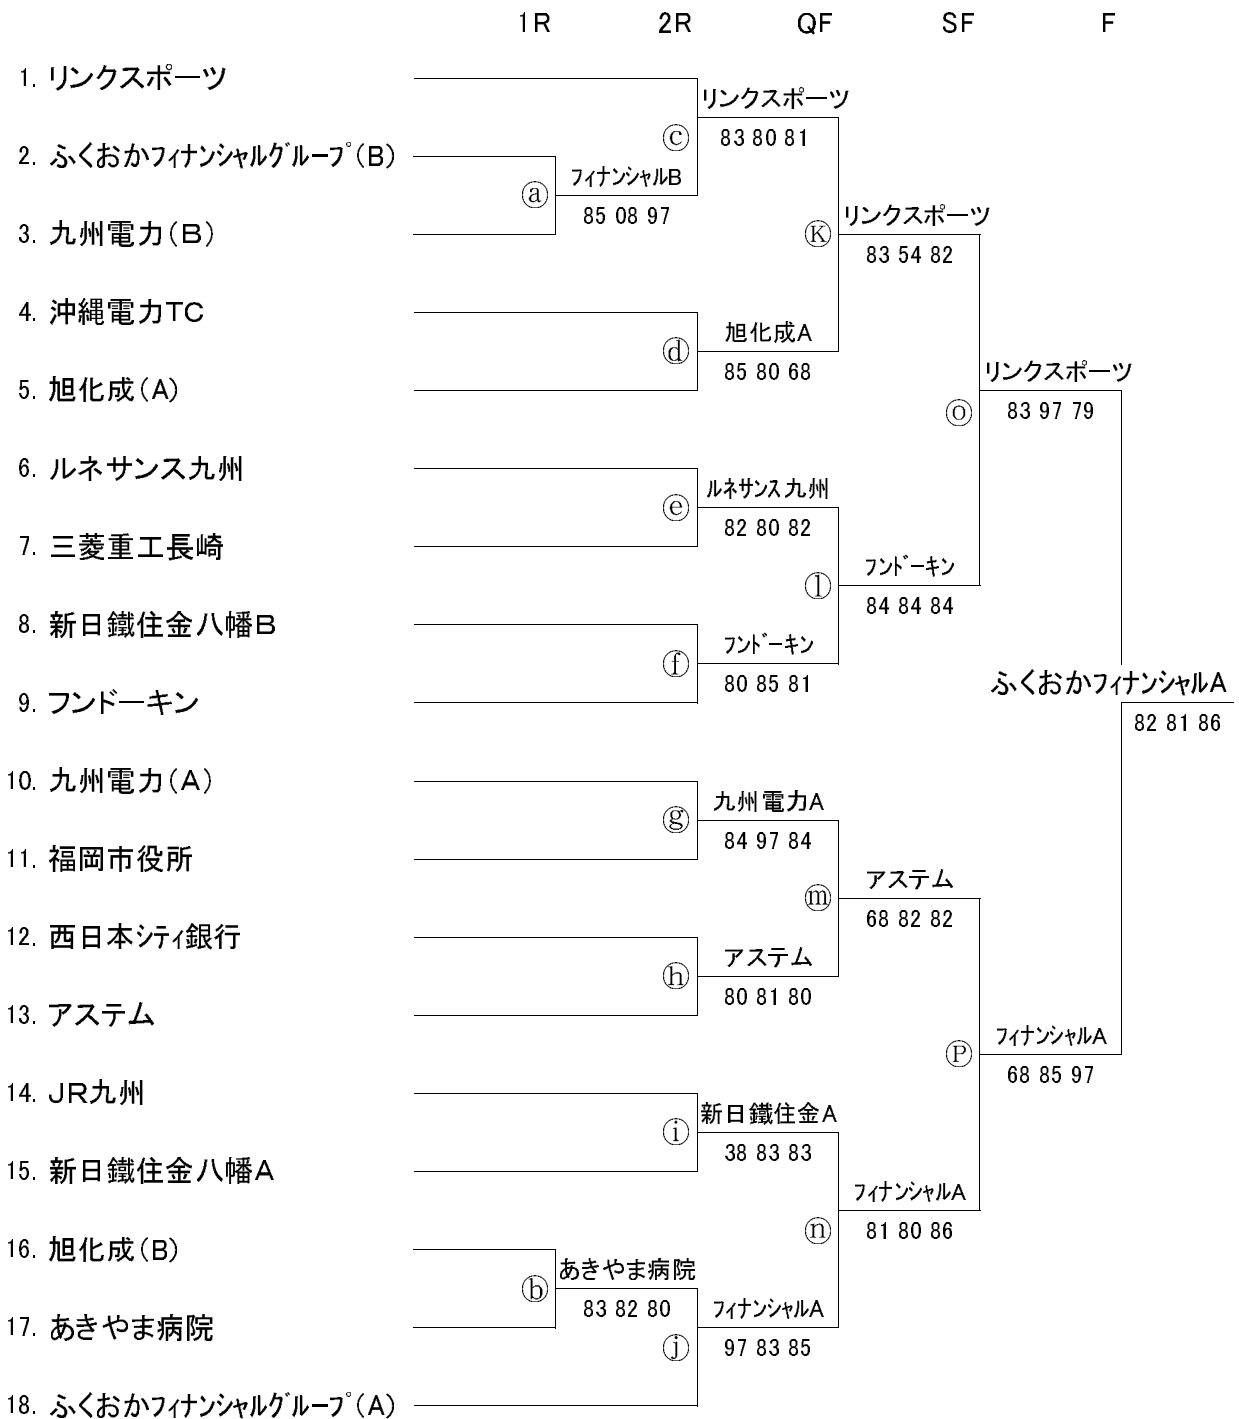 1R 2R QF SF F
1. リンクスポーツ
リンクスポーツ
ⓒ 83 80 81
2. ふくおかフィナンシャルグループ(B)
フィナンシャルB
ⓐ 85 08 97
リンクスポーツ
3. 九州電力(B)
Ⓚ 83 54 82
4. 沖縄電力TC
旭化成A
ⓓ 85 80 68
リンクスポーツ
5. 旭化成(A)
ⓞ 83 97 79
6. ルネサンス九州
ルネサンス九州
ⓔ 82 80 82
7. 三菱重工長崎
フンドーキン
ⓛ 84 84 84
8. 新日鐵住金八幡B
フンドーキン
ⓕ 80 85 81
ふくおかフィナンシャルA
9. フンドーキン
82 81 86
10. 九州電力(A)
九州電力A
ⓖ 84 97 84
11. 福岡市役所
アステム
ⓜ 68 82 82
12. 西日本シティ銀行
アステム
ⓗ 80 81 80
13. アステム
フィナンシャルA
Ⓟ 68 85 97
14. JR九州
新日鐵住金A
ⓘ 38 83 83
15. 新日鐵住金八幡A
フィナンシャルA
ⓝ 81 80 86
16. 旭化成(B)
あきやま病院
ⓑ 83 82 80
フィナンシャルA
17. あきやま病院
ⓙ 97 83 85
18. ふくおかフィナンシャルグループ(A)